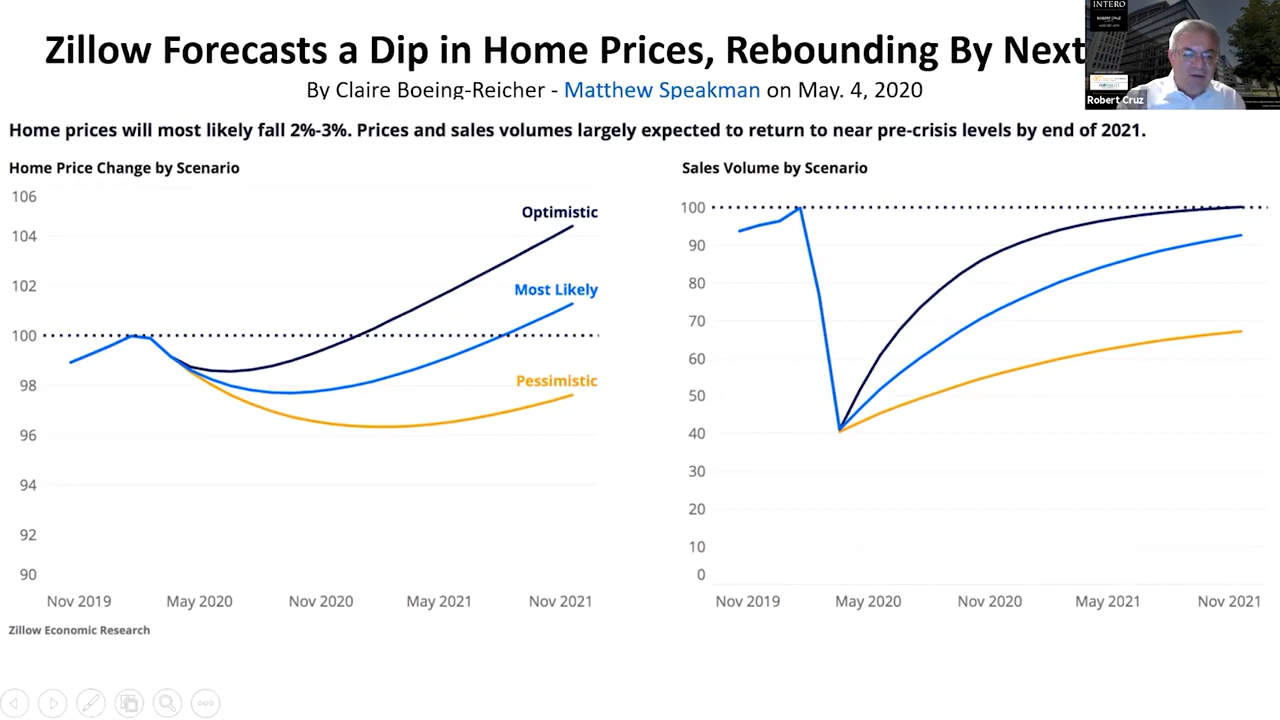 Zillow Forecasts a Dip in Home Prices, Rebounding By Next
By Claire Boeing-Reicher - Matthew Speakman on May. 4, 2020
INTERO
ROBERT CRUZ
Robert Cruz
Home prices will most likely fall 2%-3%. Prices and sales volumes largely expected to return to near pre-crisis levels by end of 2021.
Home Price Change by Scenario
106
104
102
100
98
96
94
92
90
Optimistic
Most Likely
Pessimistic
Nov 2019 May 2020 Nov 2020 May 2021 Nov 2021
Zillow Economic Research
Sales Volume by Scenario
100
90
80
70
60
50
40
30
20
10
0
Nov 2019 May 2020 Nov 2020 May 2021 Nov 2021